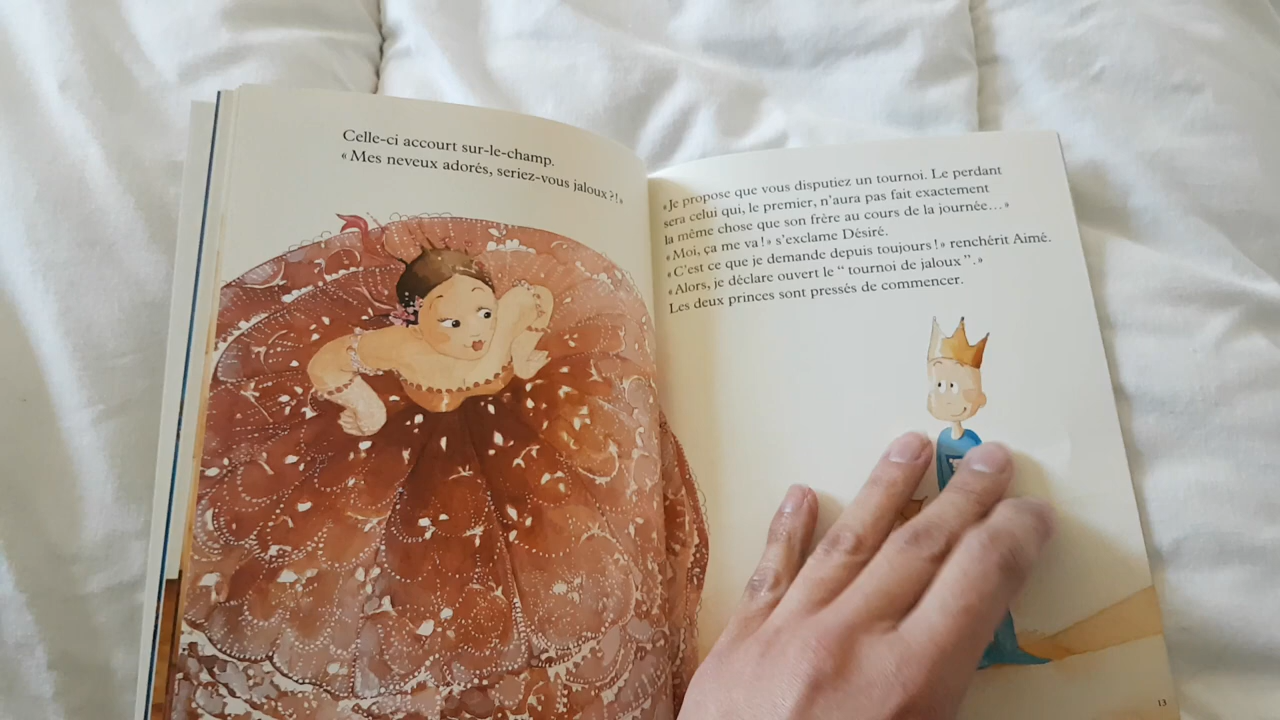 Celle-ci accourt sur-le-champ.
« Mes neveux adorés, seriez-vous jaloux ? ! »
« Je propose que vous disputiez un tournoi. Le perdant
sera celui qui, le premier, n’aura pas fait exactement
la même chose que son frère au cours de la journée… »
« Moi, ça me va ! » s’exclame Désiré.
« C’est ce que je demande depuis toujours ! » renchérit Aimé.
« Alors, je déclare ouvert le “ tournoi de jaloux ”. »
Les deux princes sont pressés de commencer.
13